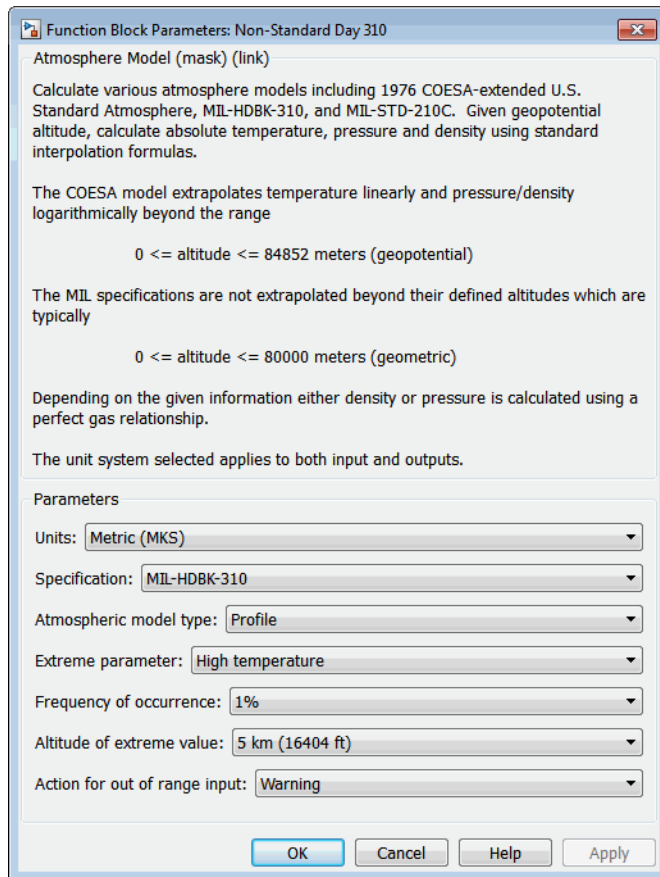 Function Block Parameters: Non-Standard Day 310
Atmosphere Model (mask) (link)
Calculate various atmosphere models including 1976 COESA-extended U.S.
Standard Atmosphere, MIL-HDBK-310, and MIL-STD-210C.  Given geopotential
altitude, calculate absolute temperature, pressure and density using standard
interpolation formulas.
The COESA model extrapolates temperature linearly and pressure/density
logarithmically beyond the range
0 <= altitude <= 84852 meters (geopotential)
The MIL specifications are not extrapolated beyond their defined altitudes which are
typically
0 <= altitude <= 80000 meters (geometric)
Depending on the given information either density or pressure is calculated using a
perfect gas relationship.
The unit system selected applies to both input and outputs.
Parameters
Units: Metric (MKS)
Specification: MIL-HDBK-310
Atmospheric model type: Profile
Extreme parameter: High temperature
Frequency of occurrence: 1%
Altitude of extreme value: 5 km (16404 ft)
Action for out of range input: Warning
OK Cancel Help Apply